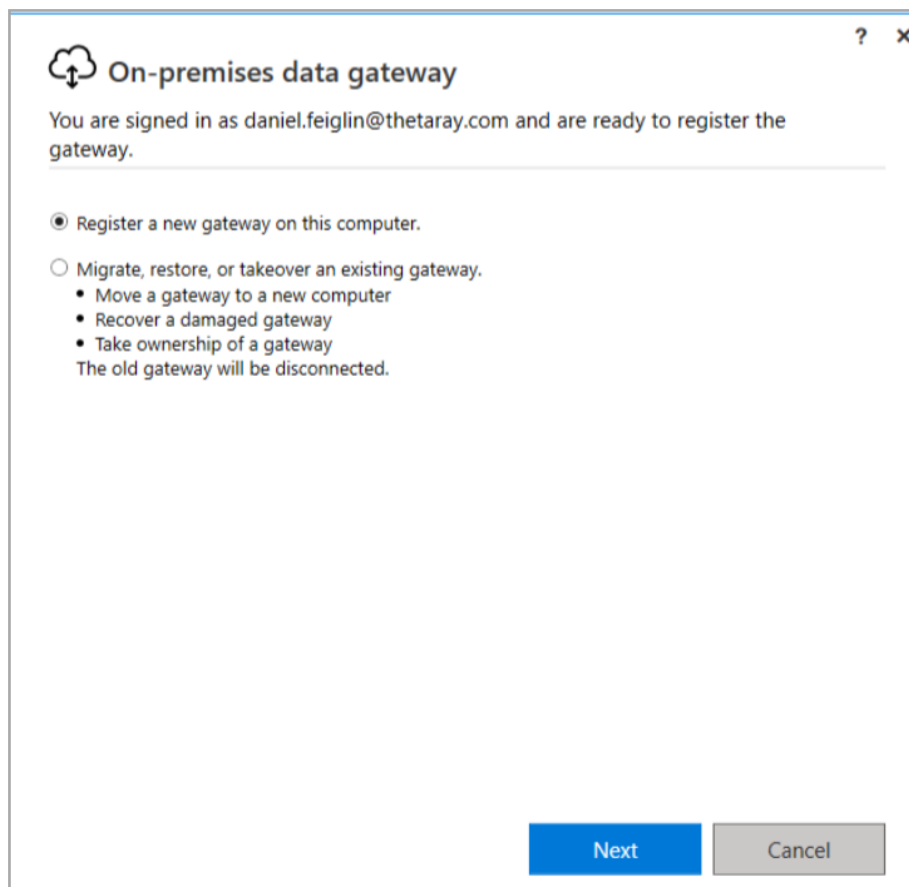 ? ×
On-premises data gateway
You are signed in as daniel.feiglin@thetaray.com and are ready to register the
gateway.
Register a new gateway on this computer.
Migrate, restore, or takeover an existing gateway.
• Move a gateway to a new computer
• Recover a damaged gateway
• Take ownership of a gateway
The old gateway will be disconnected.
Next Cancel